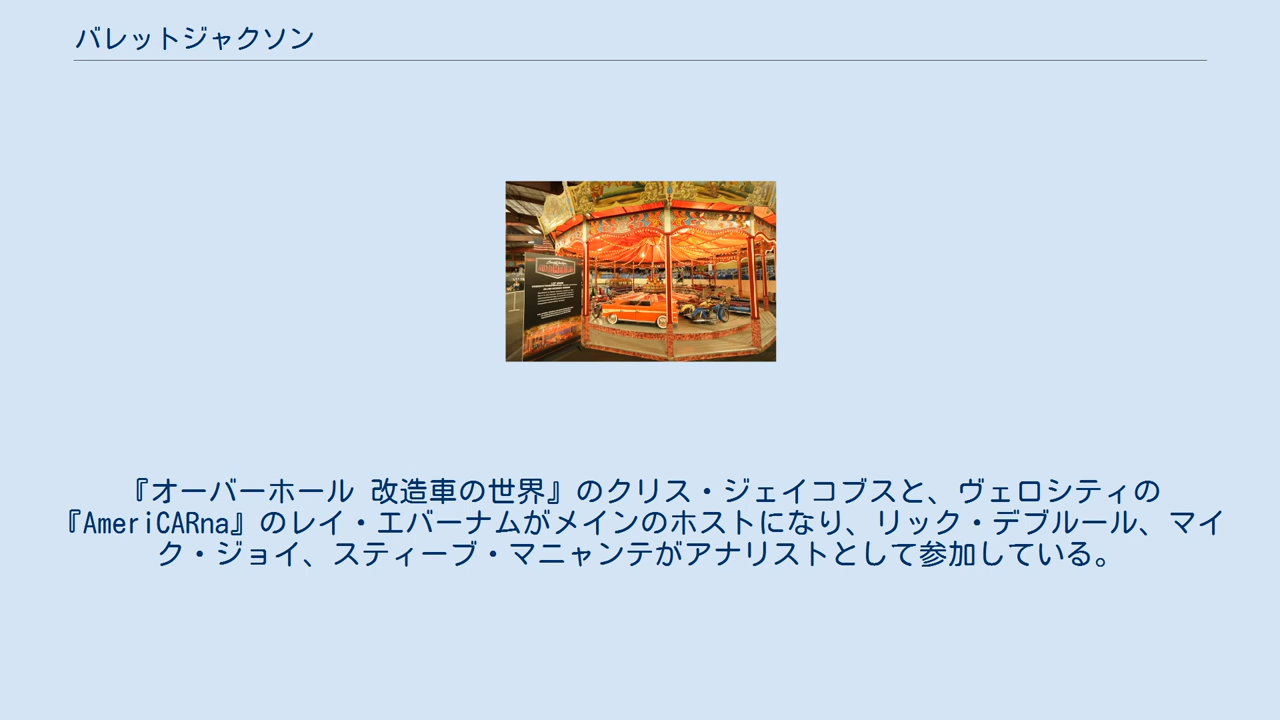 バレットジャクソン
『オーバーホール 改造車の世界』のクリス・ジェイコブスと、ヴェロシティの
『AmeriCARna』のレイ・エバーナムがメインのホストになり、リック・デブルール、マイ
ク・ジョイ、スティーブ・マニャンテがアナリストとして参加している。